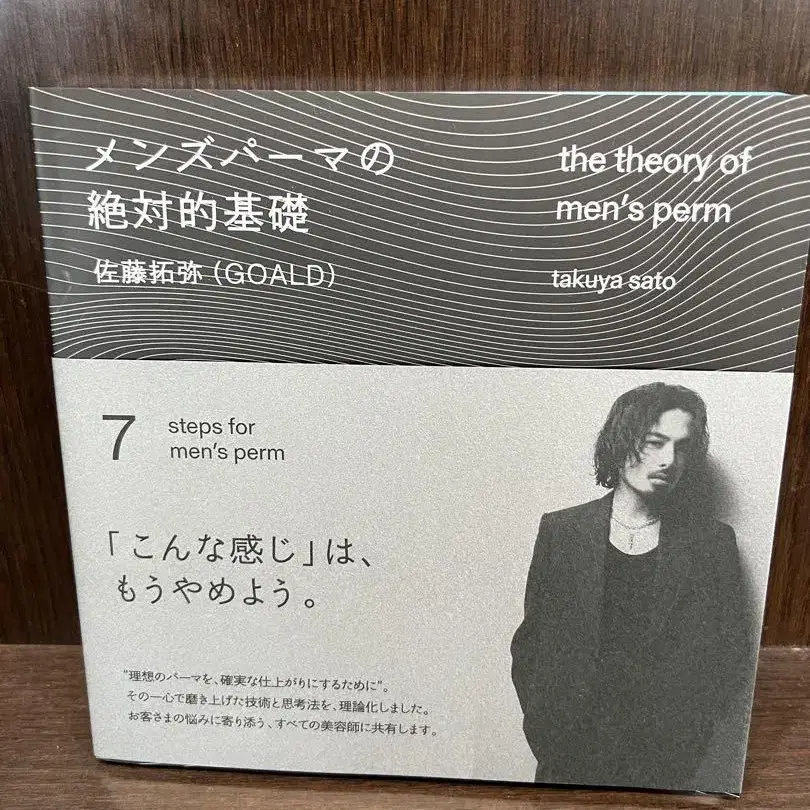 メンズパーマの
絶対的基礎
佐藤拓弥（GOALD）
the theory of
men's perm
takuya sato
7
steps for
men's perm
「こんな感じ」は、
もうやめよう。
"理想のパーマを、確実な仕上がりにするために"。
その一心で磨き上げた技術と思考法を、理論化しました。
お客さまの悩みに寄り添う、すべての美容師に共有します。